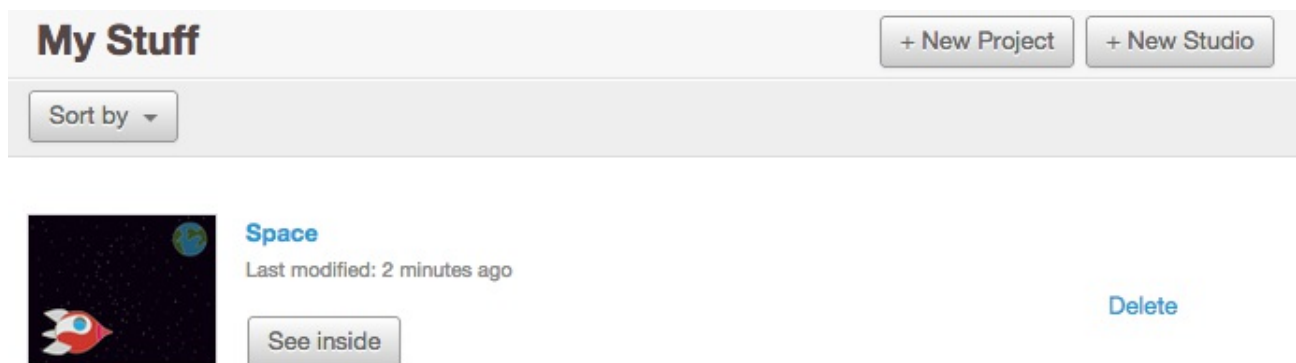 My Stuff
+ New Project
+ New Studio
Sort by
Space
Last modified: 2 minutes ago
Delete
See inside